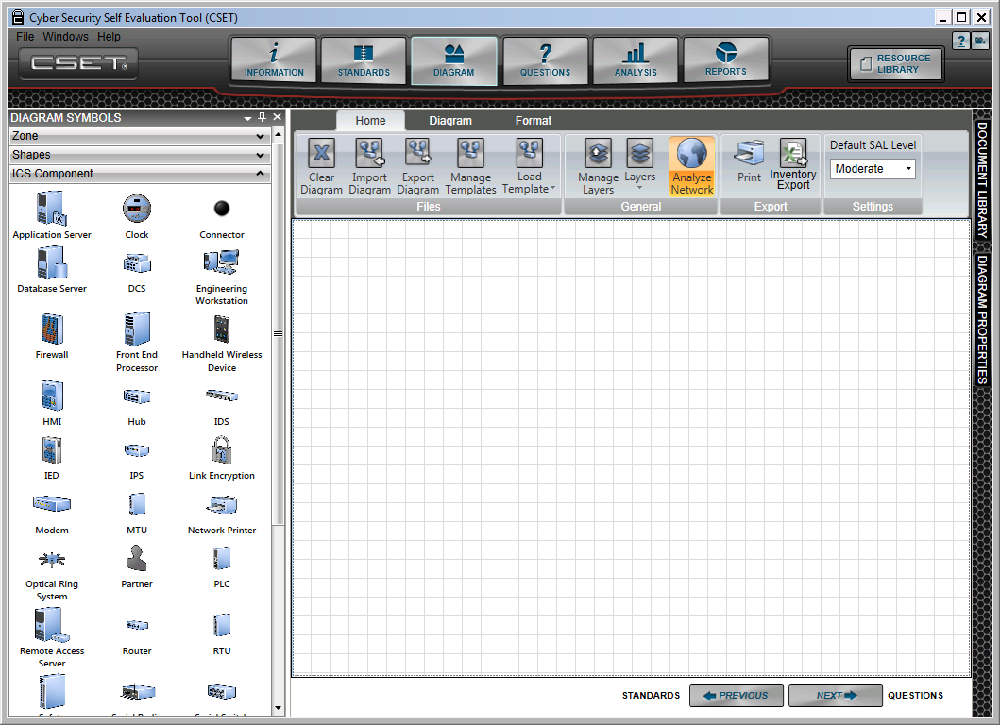 Cyber Security Self Evaluation Tool (CSET)
File Windows Help
CSET
INFORMATION
STANDARDS
DIAGRAM
QUESTIONS
ANALYSIS
REPORTS
RESOURCE
LIBRARY
DIAGRAM SYMBOLS
Zone
Shapes
ICS Component
Application Server
Clock
Connector
Database Server
DCS
Engineering
Workstation
Firewall
Front End
Processor
Handheld Wireless
Device
HMI
Hub
IDS
IED
IPS
Link Encryption
Modem
MTU
Network Printer
Optical Ring
System
Partner
PLC
Remote Access
Server
Router
RTU
Home
Diagram
Format
Clear
Diagram
Import
Diagram
Export
Diagram
Manage
Templates
Load
Template
Files
Manage
Layers
Layers
Analyze
Network
General
Print
Inventory
Export
Export
Default SAL Level
Moderate
Settings
DOCUMENT LIBRARY
DIAGRAM PROPERTIES
STANDARDS
PREVIOUS
NEXT
QUESTIONS